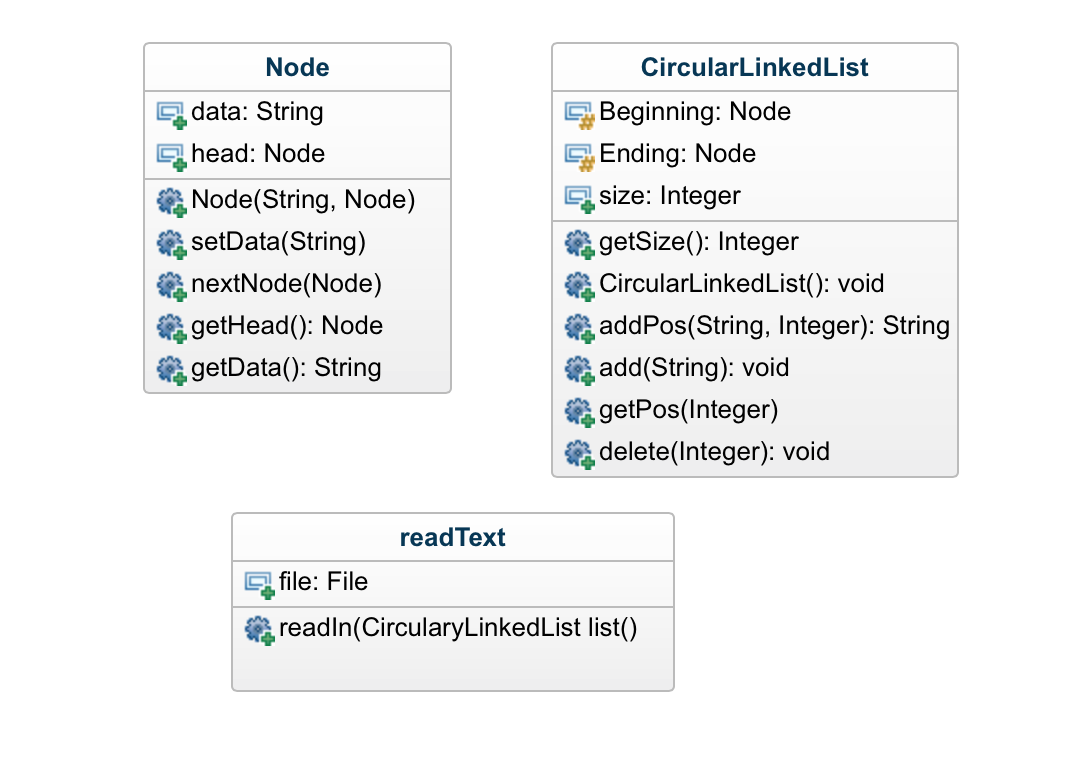 Node
data: String
head: Node
Node(String, Node)
setData(String)
nextNode(Node)
getHead(): Node
getData(): String
CircularLinkedList
Beginning: Node
Ending: Node
size: Integer
getSize(): Integer
CircularLinkedList(): void
addPos(String, Integer): String
add(String): void
getPos(Integer)
delete(Integer): void
readText
file: File
readIn(CircularyLinkedList list()